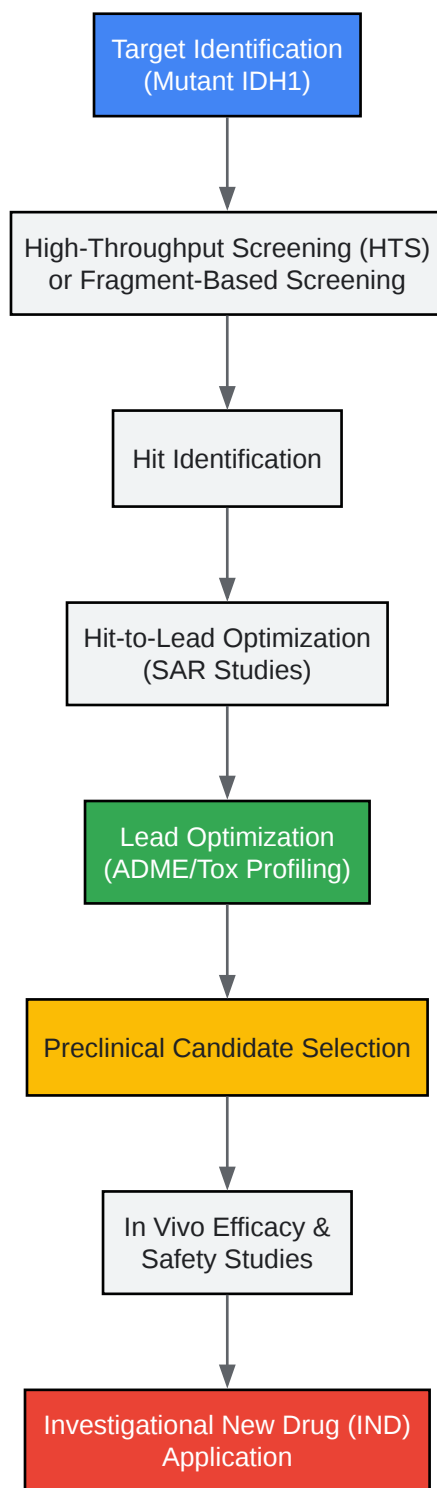 Target Identification
(Mutant IDH1)
High-Throughput Screening (HTS)
or Fragment-Based Screening
Hit Identification
Hit-to-Lead Optimization
(SAR Studies)
Lead Optimization
(ADME/Tox Profiling)
Preclinical Candidate Selection
In Vivo Efficacy &
Safety Studies
Investigational New Drug (IND)
Application